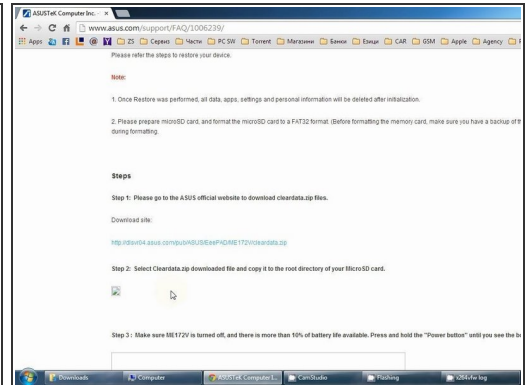 ASUSTeK Computer Inc. -
www.asus.com/support/FAQ/1006239/
Apps ZS Сервиз Части PC SW Torrent Магазини Банки Езици CAR GSM Apple Agency
Please refer the steps to restore your device.
Note:
1. Once Restore was performed, all data, apps, settings and personal information will be deleted after initialization.
2. Please prepare microSD card, and format the microSD card to a FAT32 format. (Before formatting the memory card, make sure you have a backup of th
during formatting.
Steps
Step 1: Please go to the ASUS official website to download cleardata.zip files.
Download site:
http://dlsvr04.asus.com/pub/ASUS/EeePAD/ME172V/cleardata.zip
Step 2: Select Cleardata.zip downloaded file and copy it to the root directory of your MicroSD card.
Step 3 : Make sure ME172V is turned off, and there is more than 10% of battery life available. Press and hold the "Power button" until you see the ba
Downloads Computer ASUSTeK Computer I... CamStudio Flashing x264vfw log